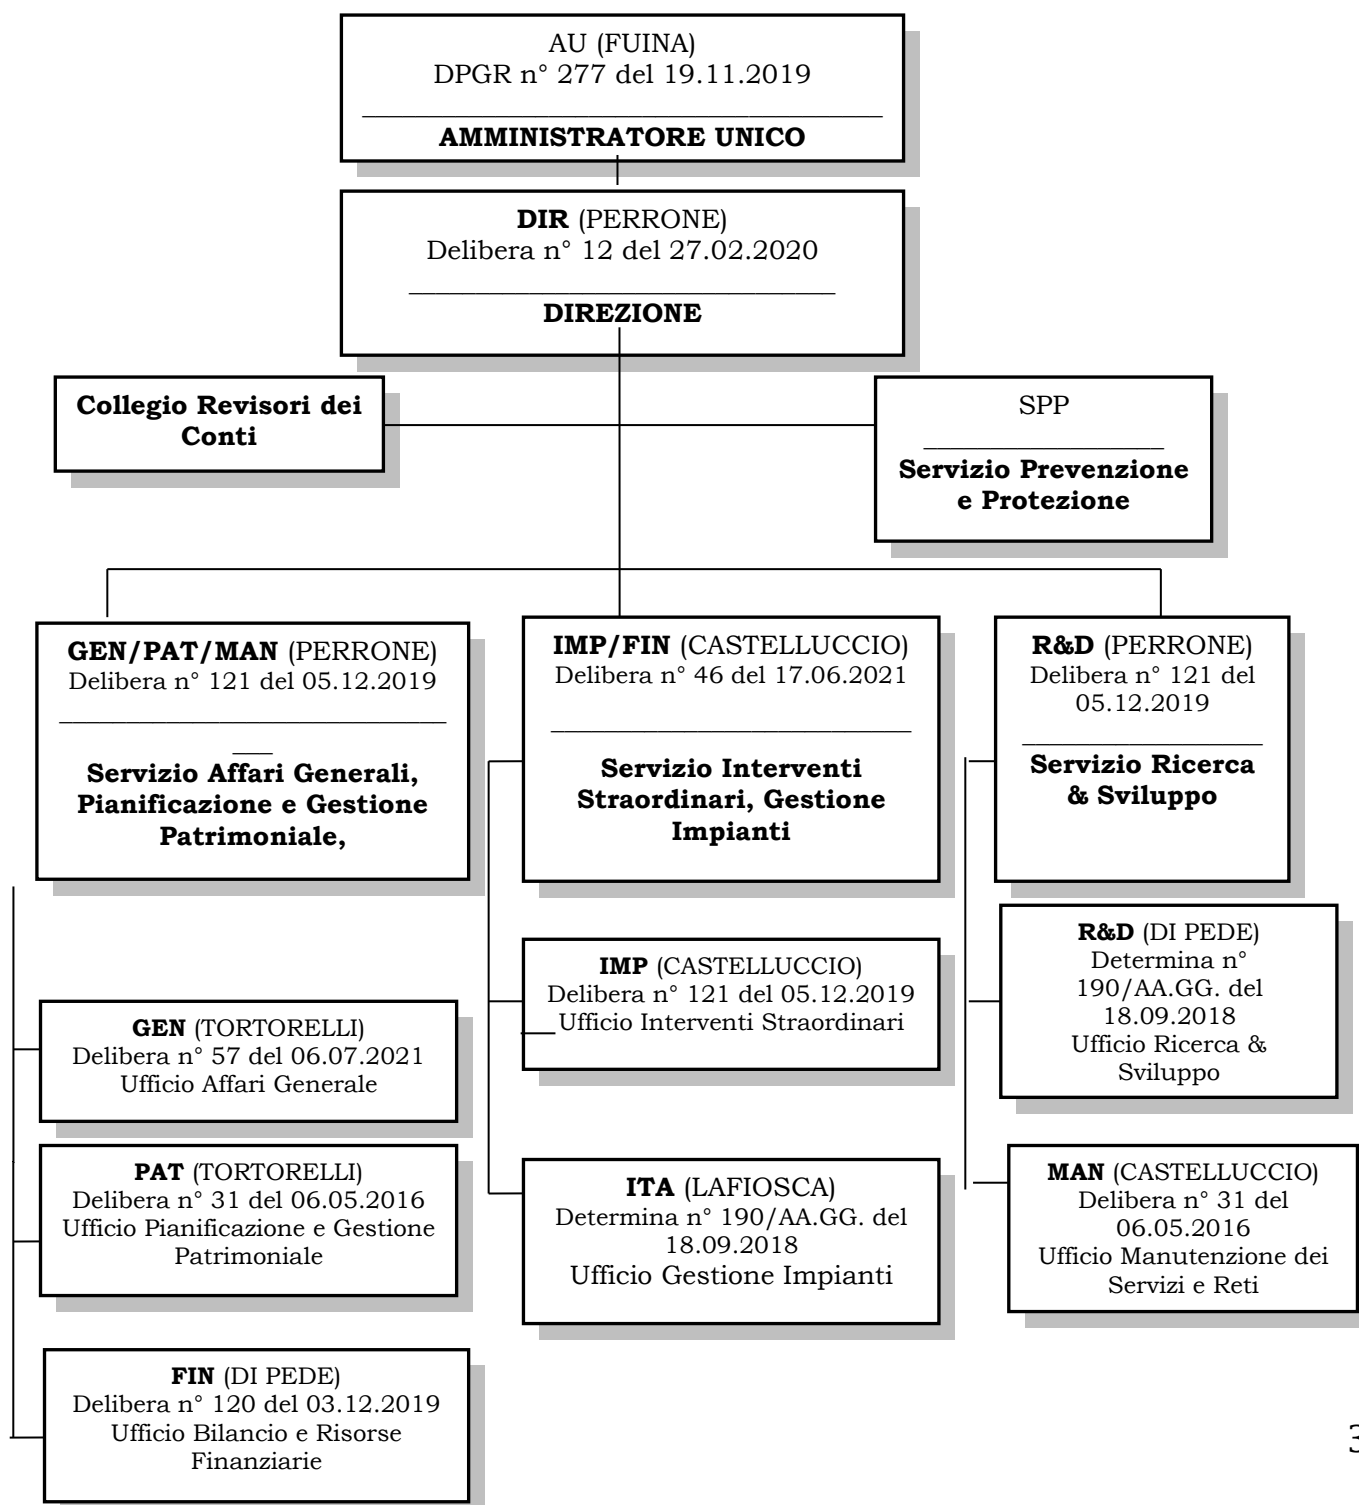 AU (FUINA)
DPGR n° 277 del 19.11.2019
AMMINISTRATORE UNICO
DIR (PERRONE)
Delibera n° 12 del 27.02.2020
DIREZIONE
Collegio Revisori dei
Conti
SPP
Servizio Prevenzione
e Protezione
GEN/PAT/MAN (PERRONE)
Delibera n° 121 del 05.12.2019
Servizio Affari Generali,
Pianificazione e Gestione
Patrimoniale,
IMP/FIN (CASTELLUCCIO)
Delibera n° 46 del 17.06.2021
Servizio Interventi
Straordinari, Gestione
Impianti
R&D (PERRONE)
Delibera n° 121 del
05.12.2019
Servizio Ricerca
& Sviluppo
GEN (TORTORELLI)
Delibera n° 57 del 06.07.2021
Ufficio Affari Generale
PAT (TORTORELLI)
Delibera n° 31 del 06.05.2016
Ufficio Pianificazione e Gestione
Patrimoniale
FIN (DI PEDE)
Delibera n° 120 del 03.12.2019
Ufficio Bilancio e Risorse
Finanziarie
IMP (CASTELLUCCIO)
Delibera n° 121 del 05.12.2019
Ufficio Interventi Straordinari
ITA (LAFIOSCA)
Determina n° 190/AA.GG. del
18.09.2018
Ufficio Gestione Impianti
R&D (DI PEDE)
Determina n°
190/AA.GG. del
18.09.2018
Ufficio Ricerca &
Sviluppo
MAN (CASTELLUCCIO)
Delibera n° 31 del
06.05.2016
Ufficio Manutenzione dei
Servizi e Reti
3